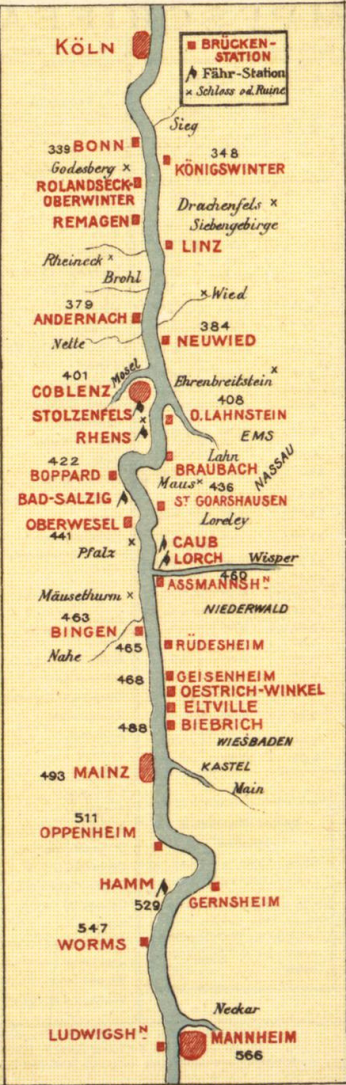 KÖLN
BRÜCKEN-
STATION
Fähr-Station
× Schloss od. Ruine
Sieg
339 BONN
348
KÖNIGSWINTER
Godesberg ×
ROLANDSECK-
OBERWINTER
Drachenfels ×
Siebengebirge
REMAGEN
LINZ
Rheineck ×
Brohl
× Wied
379
ANDERNACH
384
NEUWIED
Nette
401
Mosel
COBLENZ
Ehrenbreitstein ×
408
O. LAHNSTEIN
STOLZENFELS
×
RHENS
EMS
Lahn
NASSAU
422
BOPPARD
BRAUBACH
Maus × 436
BAD-SALZIG
ST GOARSHAUSEN
Loreley
OBERWESEL
441
Pfalz ×
CAUB
LORCH
Wisper
460
ASSMANNSHN
Mäusethurm ×
NIEDERWALD
463
BINGEN
465
RÜDESHEIM
Nahe
468
GEISENHEIM
OESTRICH-WINKEL
ELTVILLE
488
BIEBRICH
WIESBADEN
493 MAINZ
KASTEL
Main
511
OPPENHEIM
HAMM
529
GERNSHEIM
547
WORMS
Neckar
LUDWIGSHN
MANNHEIM
566